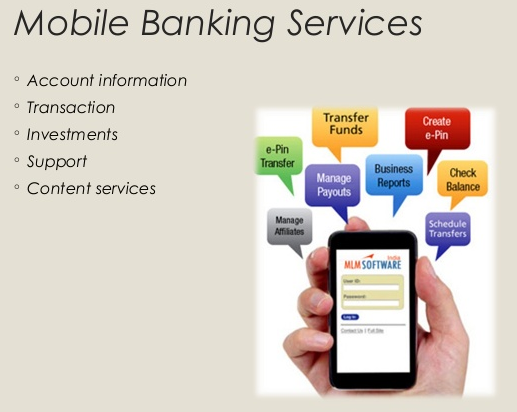 Mobile Banking Services
◦ Account information
◦ Transaction
◦ Investments
◦ Support
◦ Content services
Transfer
Funds
Create
e-Pin
e-Pin
Transfer
Manage
Payouts
Business
Reports
Check
Balance
Manage
Affiliates
Schedule
Transfers
India
MLM SOFTWARE
User ID:
Password:
Log In
Contact Us | Full Site